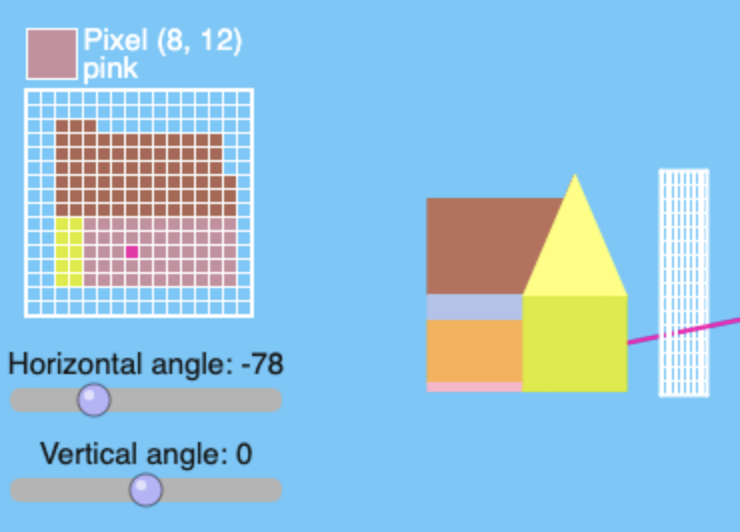 Pixel (8, 12)
pink
Horizontal angle: -78
Vertical angle: 0